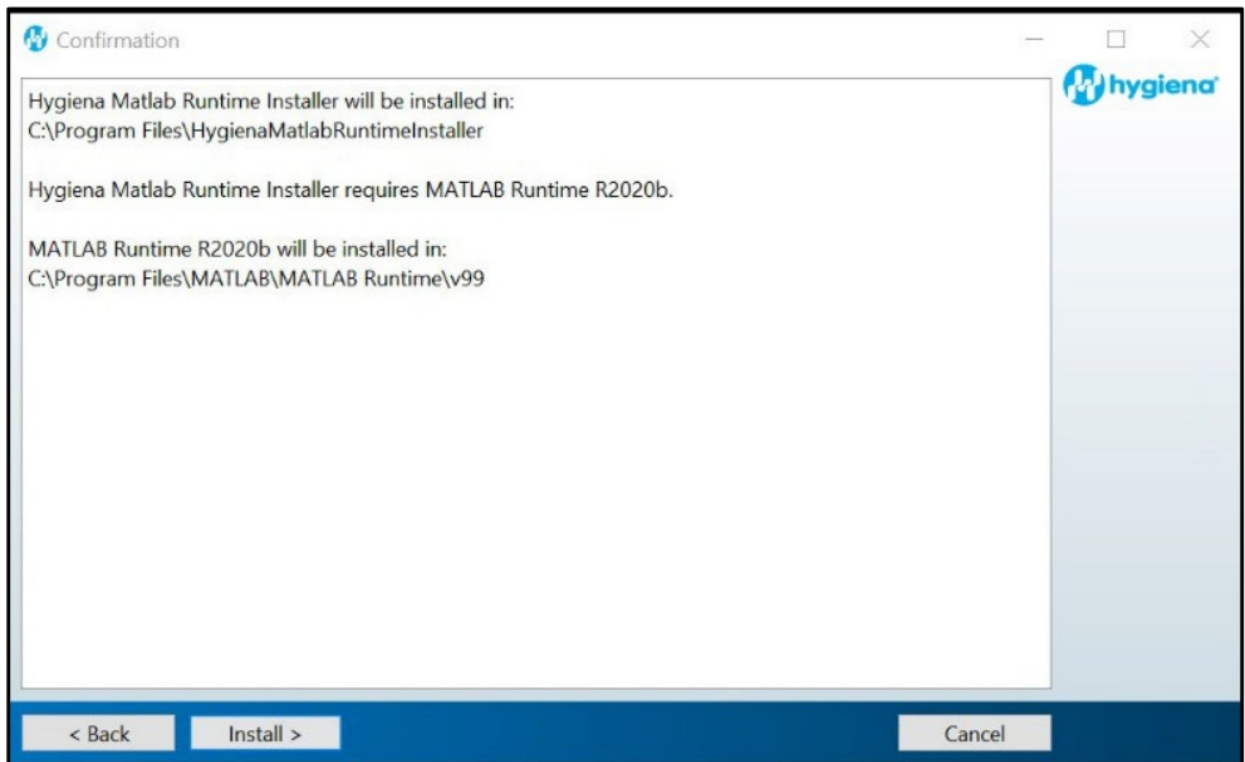 Confirmation
hygiena
Hygiena Matlab Runtime Installer will be installed in:
C:\Program Files\HygienaMatlabRuntimeInstaller
Hygiena Matlab Runtime Installer requires MATLAB Runtime R2020b.
MATLAB Runtime R2020b will be installed in:
C:\Program Files\MATLAB\MATLAB Runtime\v99
< Back
Install >
Cancel